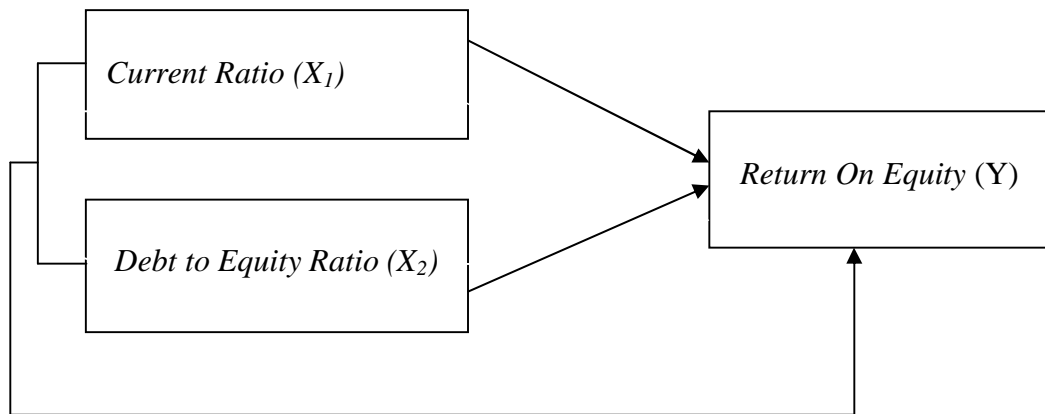 Current Ratio (X₁)
Debt to Equity Ratio (X₂)
Return On Equity (Y)